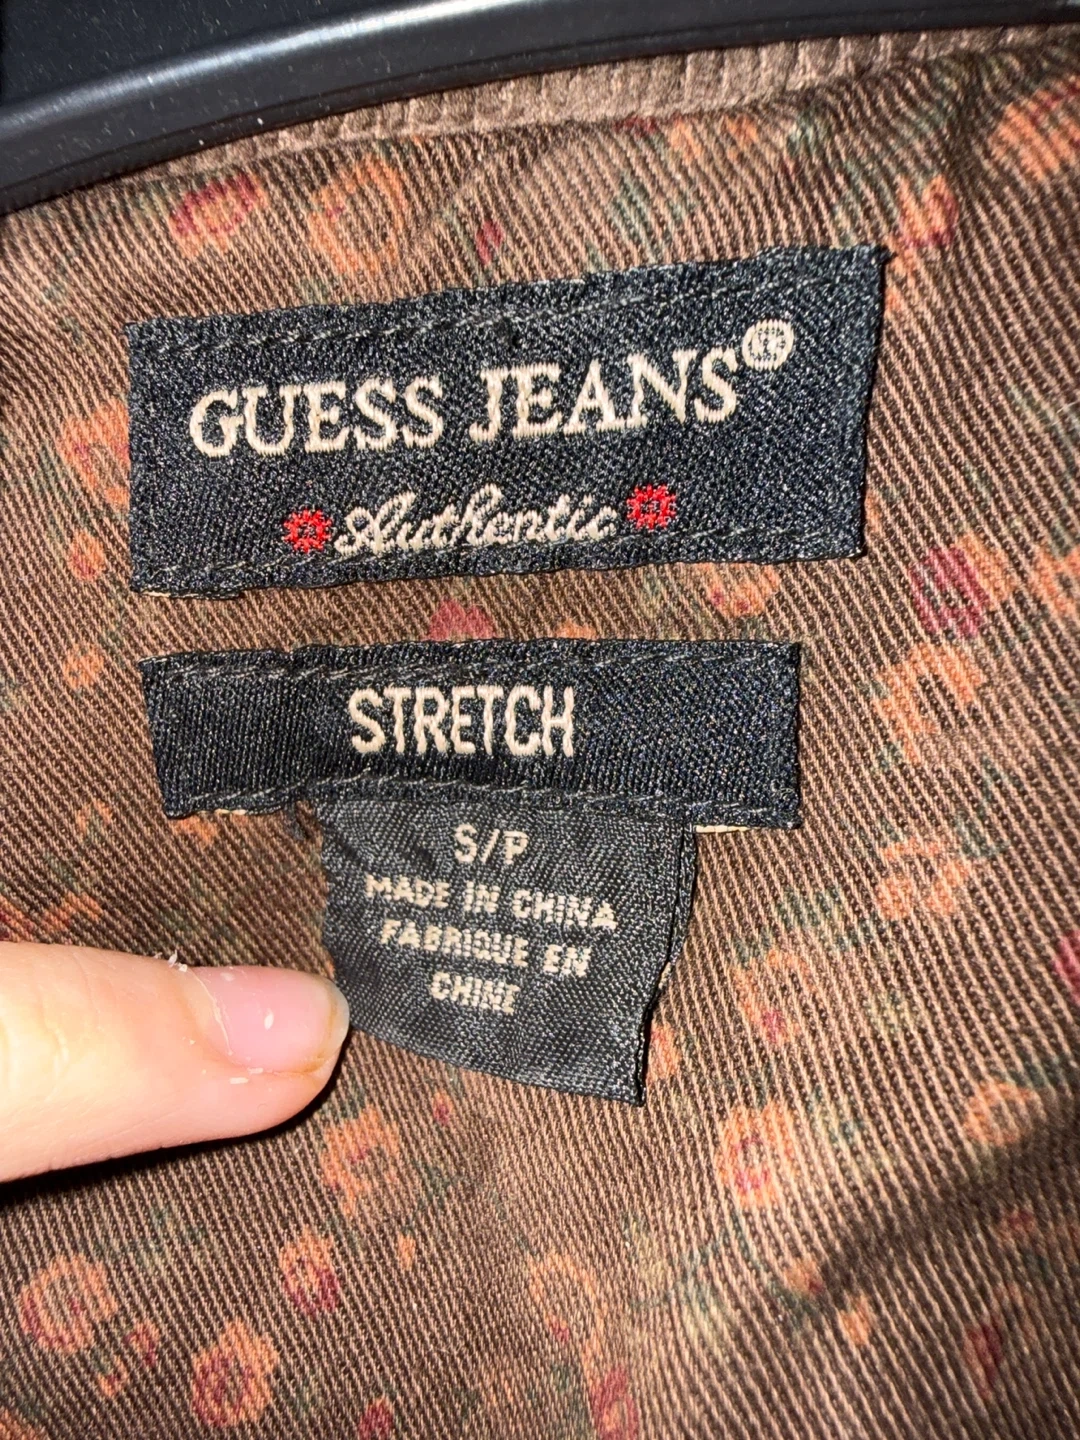 GUESS JEANS®
Authentic
STRETCH
S/P
MADE IN CHINA
FABRIQUE EN
CHINE